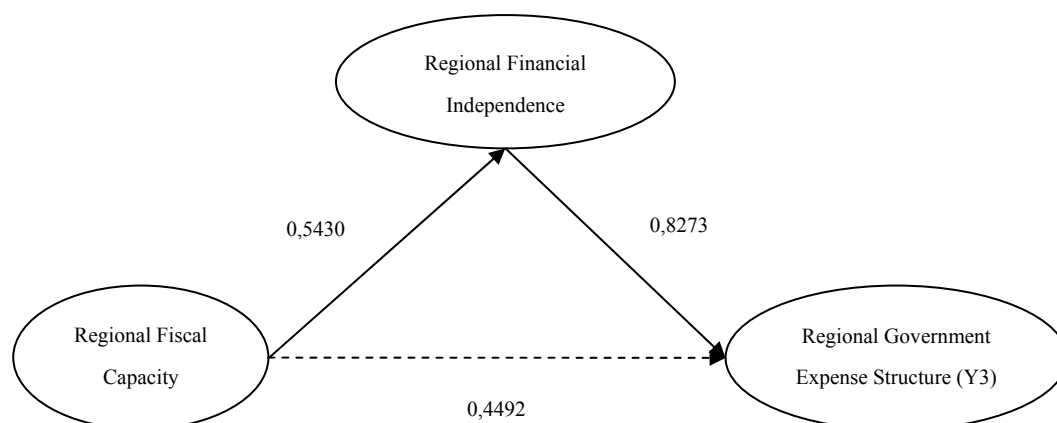 Regional Financial
Independence
0,5430
0,8273
Regional Fiscal
Capacity
Regional Government
Expense Structure (Y3)
0,4492